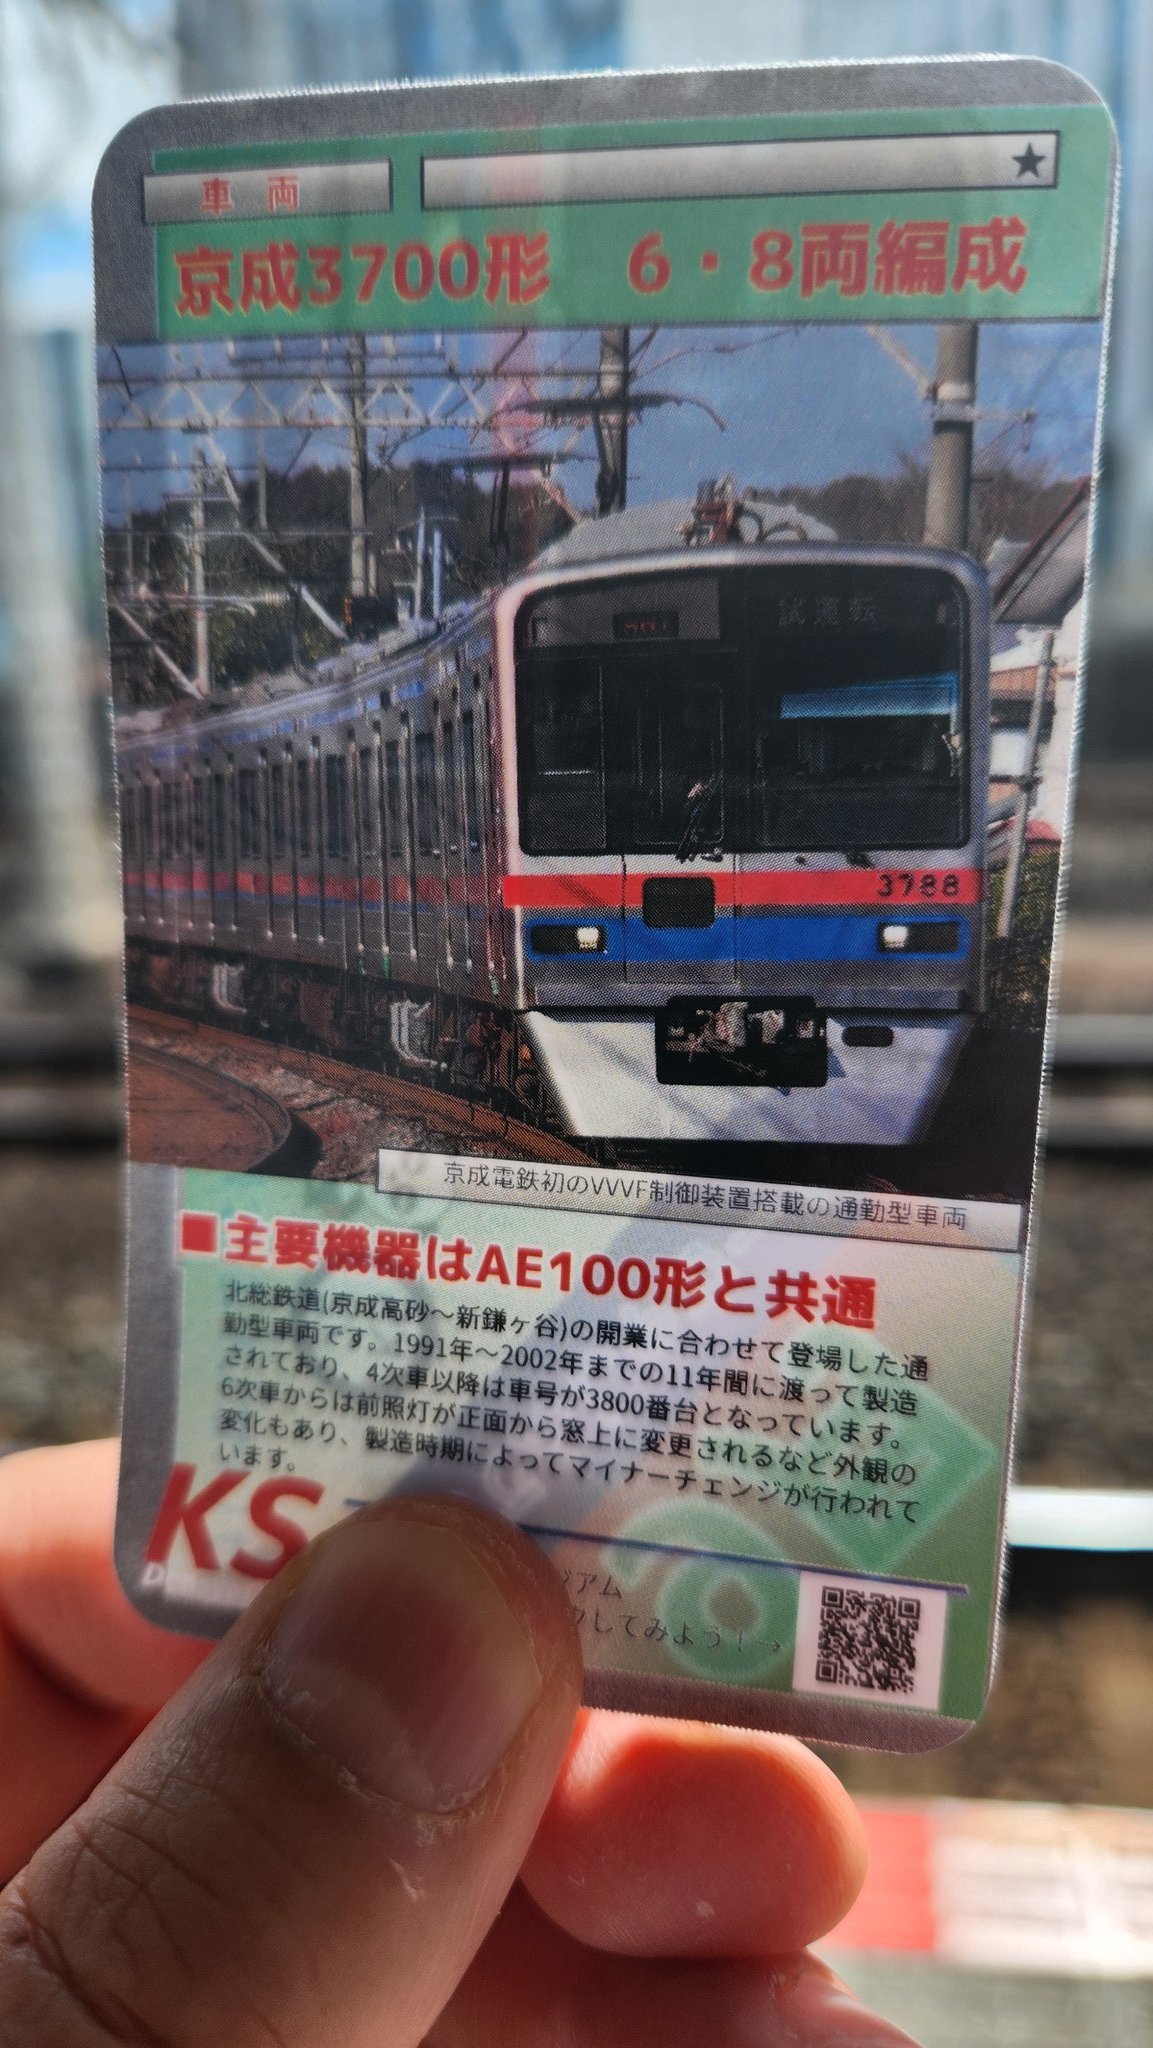 車両
★
京成3700形 6・8両編成
試運転
3788
京成電鉄初のVVVF制御装置搭載の通勤型車両
■主要機器はAE100形と共通
北総鉄道(京成高砂～新鎌ヶ谷)の開業に合わせて登場した通
勤型車両です。1991年～2002年までの11年間に渡って製造
されており、4次車以降は車号が3800番台となっています。
6次車からは前照灯が正面から窓上に変更されるなど外観の
変化もあり、製造時期によってマイナーチェンジが行われて
います。
KS
ジアム
クしてみよう！→